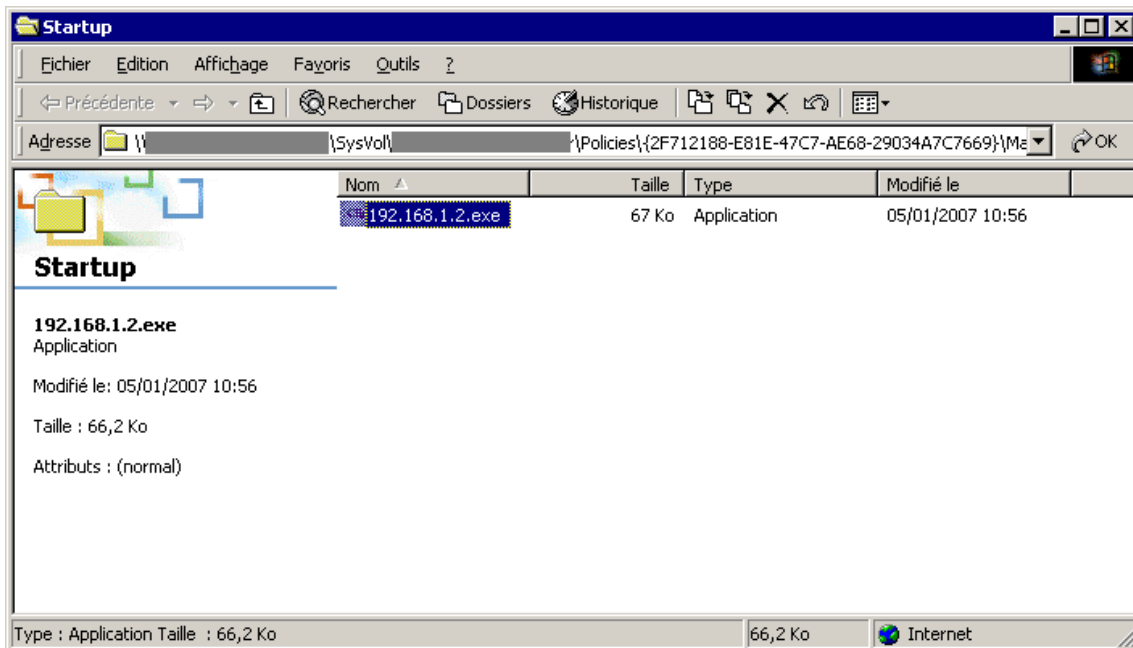 Startup
Fichier Edition Affichage Favoris Outils ?
Précédente Rechercher Dossiers Historique
Adresse \\ \SysVol\ r\Policies\{2F712188-E81E-47C7-AE68-29034A7C7669}\Ma OK
Nom Taille Type Modifié le
192.168.1.2.exe 67 Ko Application 05/01/2007 10:56
Startup
192.168.1.2.exe
Application
Modifié le: 05/01/2007 10:56
Taille : 66,2 Ko
Attributs : (normal)
Type : Application Taille : 66,2 Ko 66,2 Ko Internet